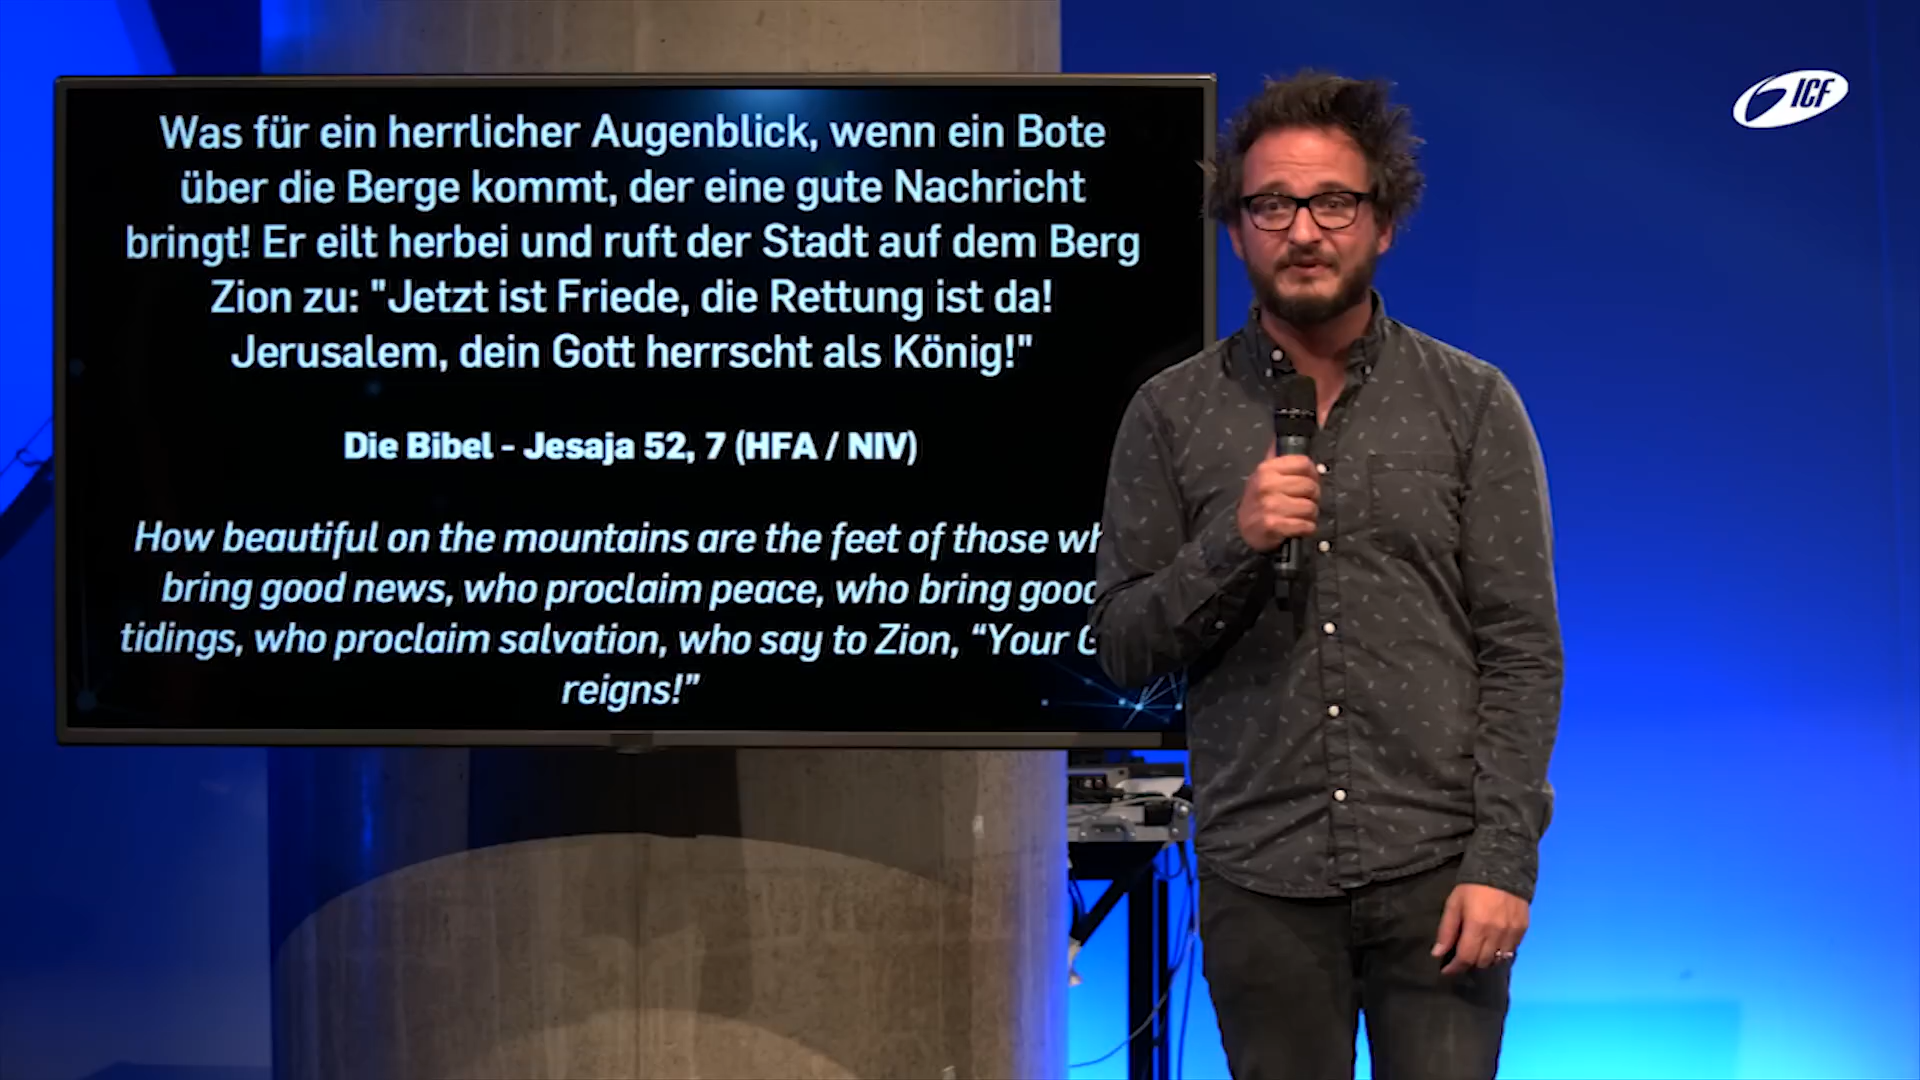 ICF
Was für ein herrlicher Augenblick, wenn ein Bote
über die Berge kommt, der eine gute Nachricht
bringt! Er eilt herbei und ruft der Stadt auf dem Berg
Zion zu: "Jetzt ist Friede, die Rettung ist da!
Jerusalem, dein Gott herrscht als König!"
Die Bibel - Jesaja 52, 7 (HFA / NIV)
How beautiful on the mountains are the feet of those
bring good news, who proclaim peace, who bring
tidings, who proclaim salvation, who say to Zion, “Your
reigns!”